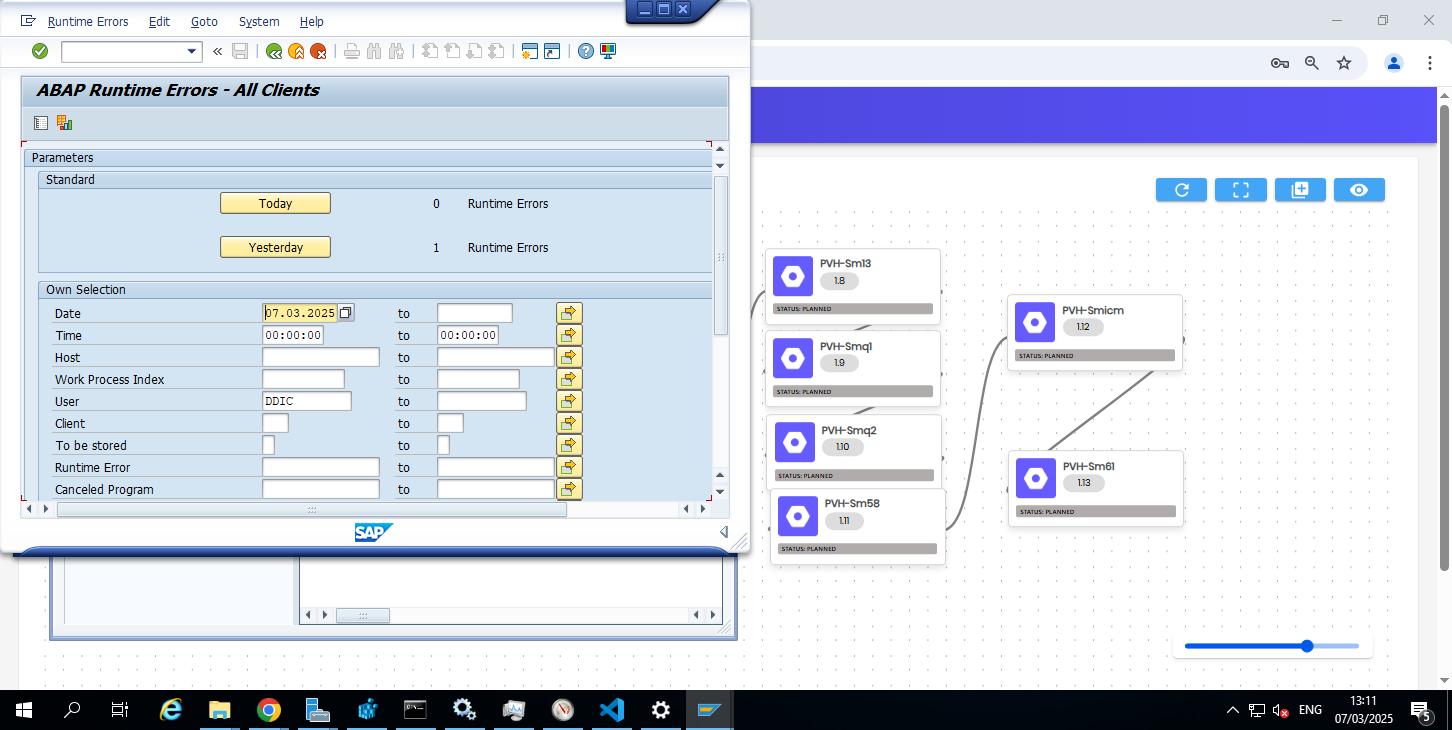 Runtime Errors Edit Goto System Help
ABAP Runtime Errors - All Clients
Parameters
Standard
Today 0 Runtime Errors
Yesterday 1 Runtime Errors
Own Selection
Date 07.03.2025 to
Time 00:00:00 to 00:00:00
Host to
Work Process Index to
User DDIC to
Client to
To be stored to
Runtime Error to
Canceled Program to
SAP
PVH-Sm13
1.8
STATUS: PLANNED
PVH-Smq1
1.9
STATUS: PLANNED
PVH-Smq2
1.10
STATUS: PLANNED
PVH-Sm58
1.11
STATUS: PLANNED
PVH-Smicm
1.12
STATUS: PLANNED
PVH-Sm61
1.13
STATUS: PLANNED
ENG
13:11
07/03/2025
5